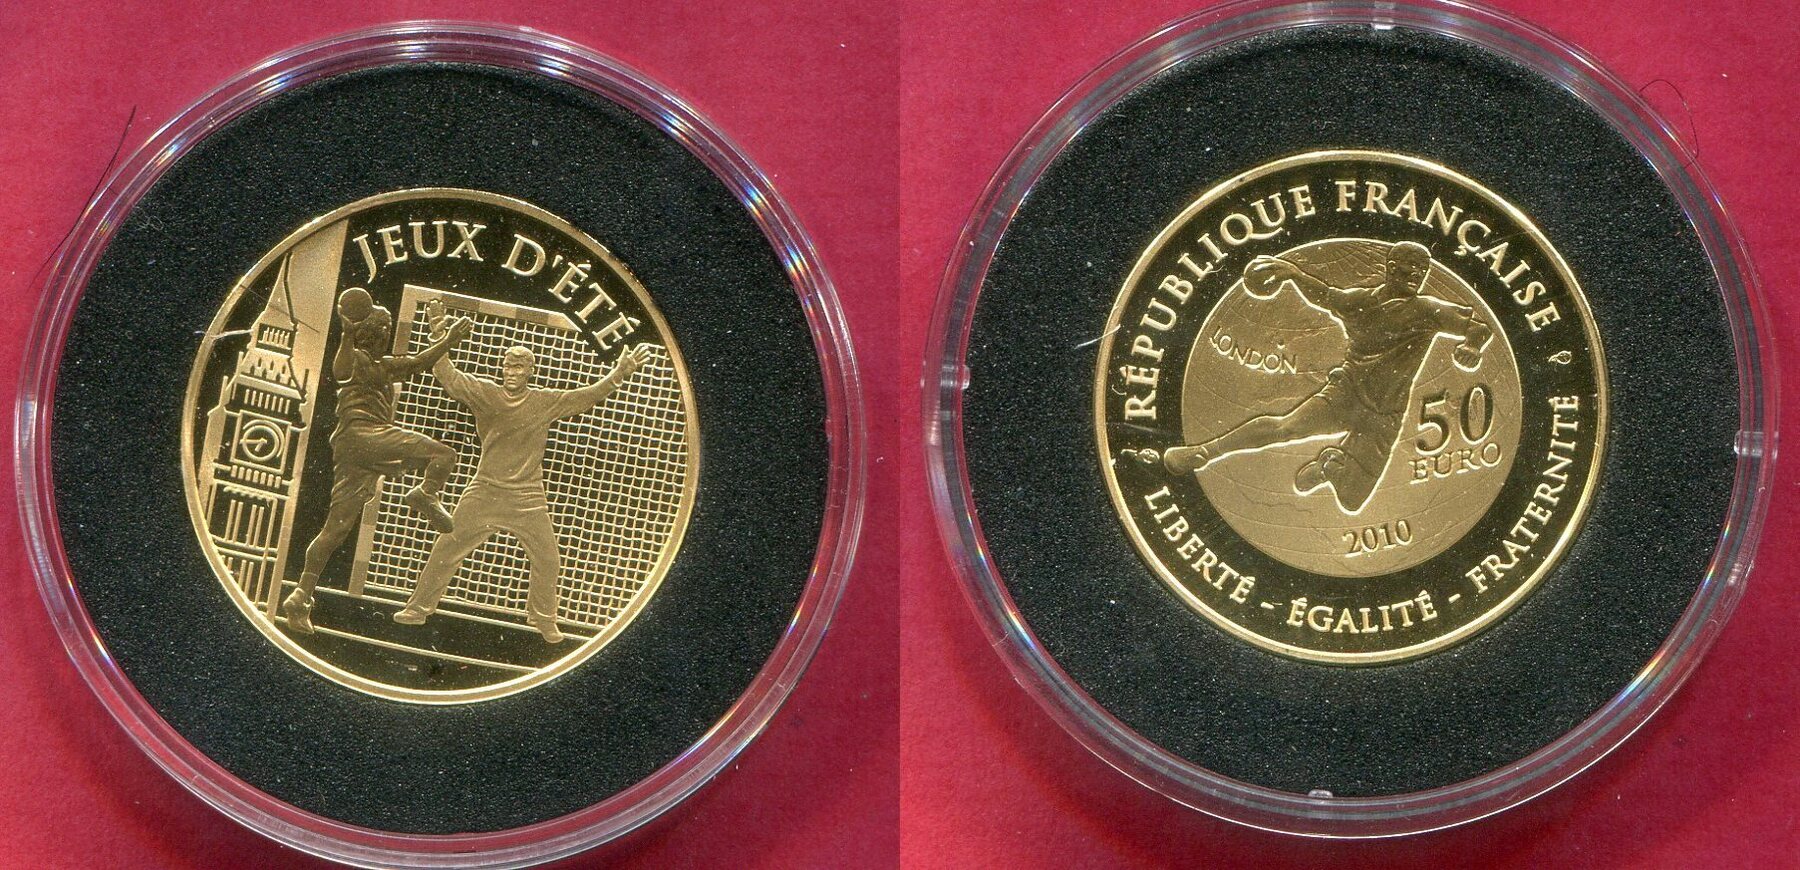 JEUX D'ÉTÉ
RÉPUBLIQUE FRANÇAISE
LONDON
50
EURO
2010
LIBERTÉ - ÉGALITÉ - FRATERNITÉ